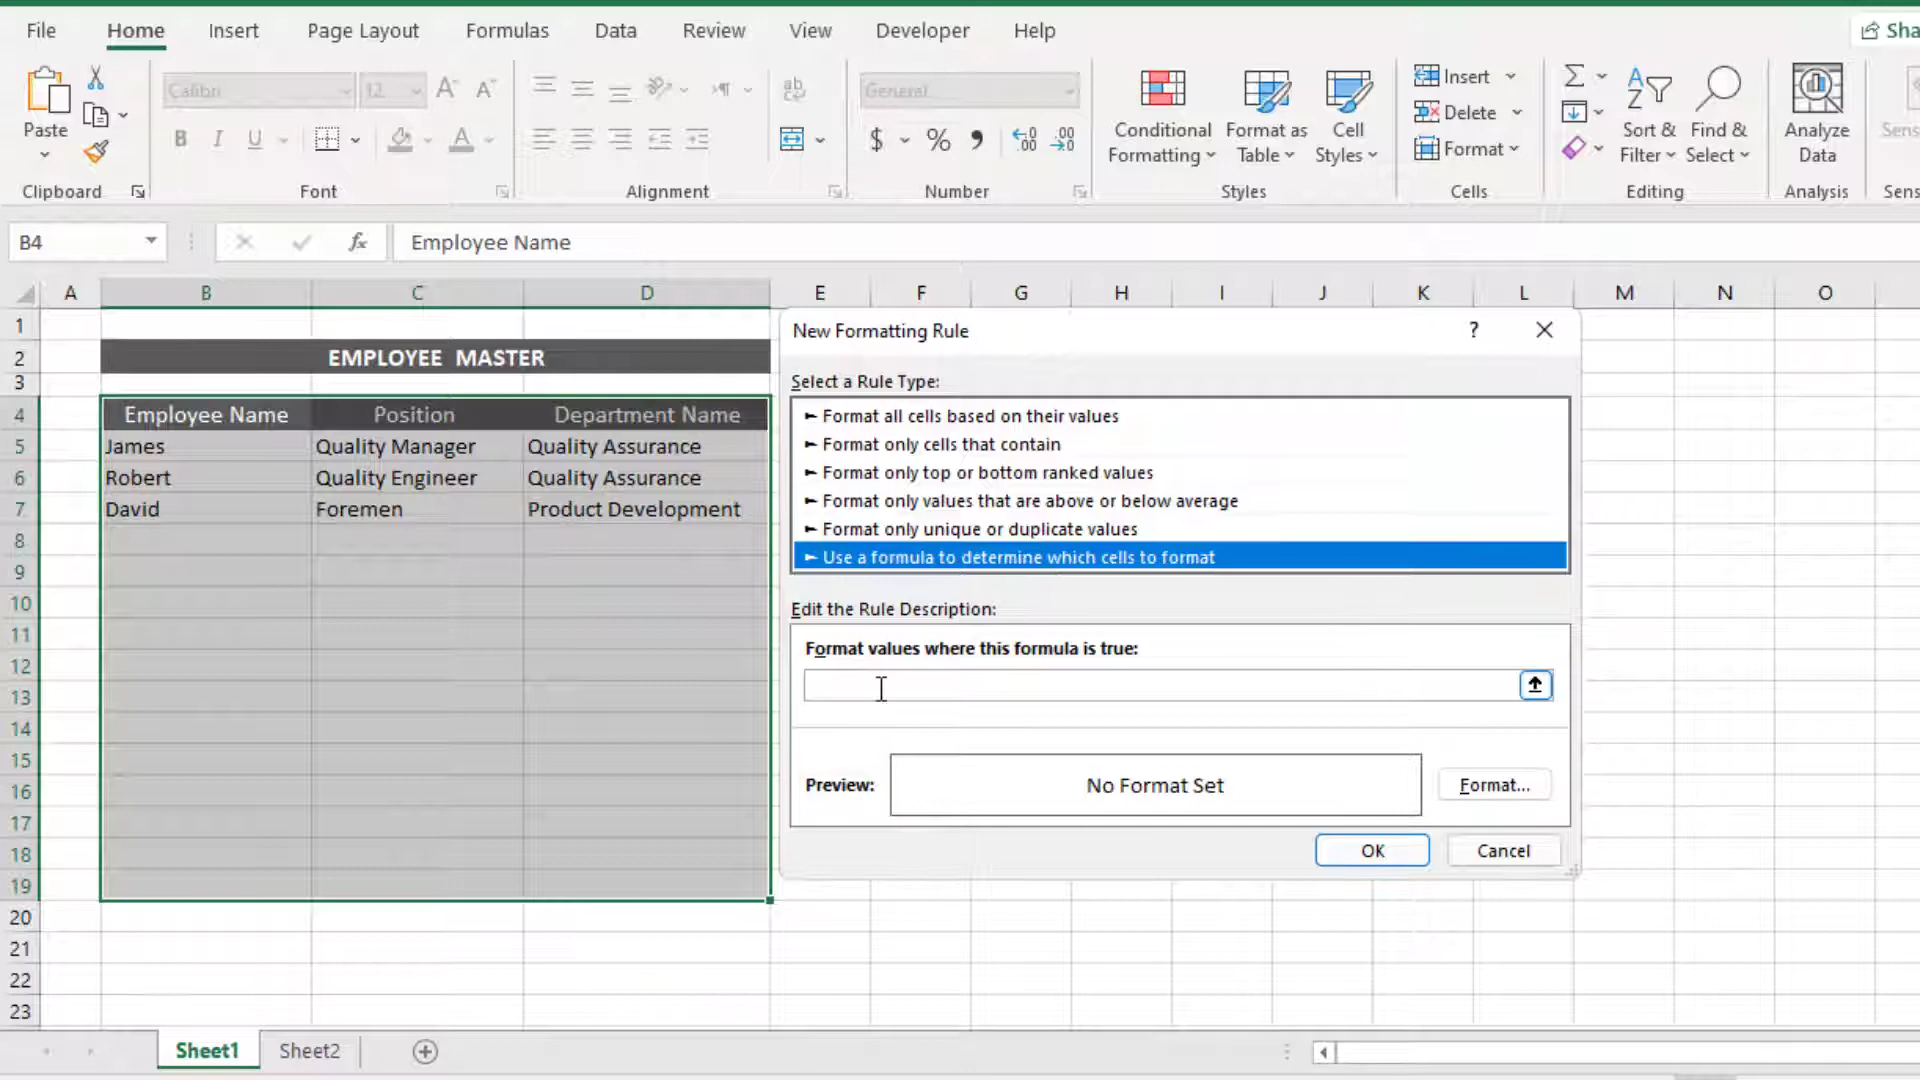 File Home Insert Page Layout Formulas Data Review View Developer Help Sha
Calibri 12 A A ab General $ % 9 .00 .00
B I U A
Paste Conditional Formatting Format as Table Cell Styles Insert Delete Format Sort & Filter Find & Select Analyze Data Sens
Clipboard Font Alignment Number Styles Cells Editing Analysis Sens
B4 fx Employee Name
A B C D E F G H I J K L M N O
1
2 EMPLOYEE MASTER
3
4 Employee Name Position Department Name
5 James Quality Manager Quality Assurance
6 Robert Quality Engineer Quality Assurance
7 David Foremen Product Development
8
9
10
11
12
13
14
15
16
17
18
19
20
21
22
23
New Formatting Rule ?
Select a Rule Type:
► Format all cells based on their values
► Format only cells that contain
► Format only top or bottom ranked values
► Format only values that are above or below average
► Format only unique or duplicate values
► Use a formula to determine which cells to format
Edit the Rule Description:
Format values where this formula is true:
Preview: No Format Set Format...
OK Cancel
Sheet1 Sheet2